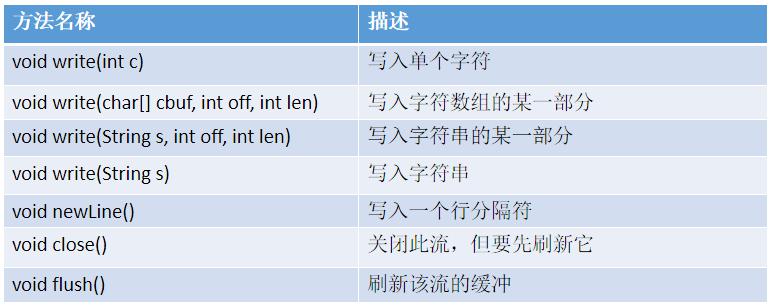 方法名称 描述
void write(int c) 写入单个字符
void write(char[] cbuf, int off, int len) 写入字符数组的某一部分
void write(String s, int off, int len) 写入字符串的某一部分
void write(String s) 写入字符串
void newLine() 写入一个行分隔符
void close() 关闭此流，但要先刷新它
void flush() 刷新该流的缓冲